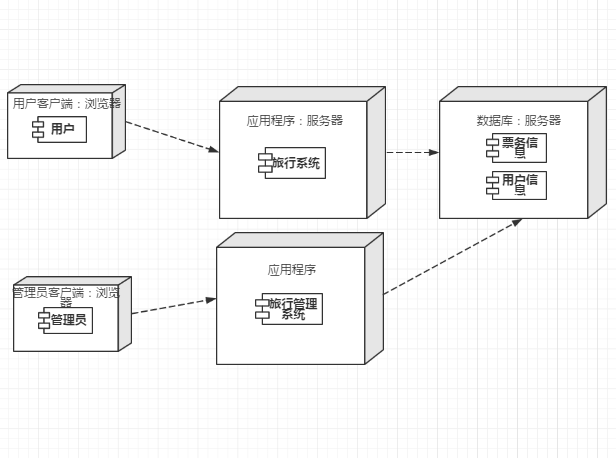 用户客户端：浏览器
用户
应用程序：服务器
旅行系统
数据库：服务器
票务信
息
用户信
息
管理员客户端：浏览
器
管理员
应用程序
旅行管理
系统